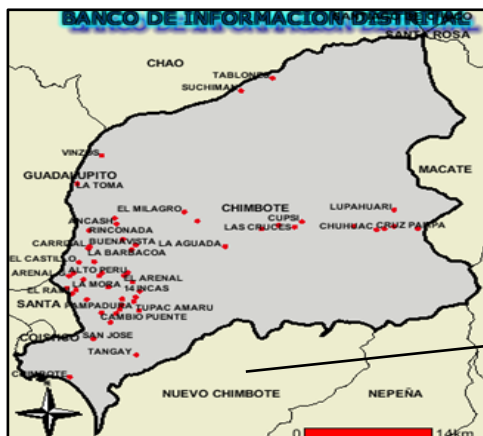 BANCO DE INFORMACION DISTRITAL
SANTA ROSA
CHAO
TABLONES
SUCHIMAN
VINZOS
MACATE
GUADALUPITO
LA TOMA
LUPAHUARI
EL MILAGRO
CHIMBOTE
CUPSI
ANCASH
LAS CRUCES
CHUHUAC
CRUZ PAMPA
RINCONADA
CARRIZAL
BUENAVISTA
LA AGUADA
LA BARBACOA
EL CASTILLO
ARENAL
ALTO PERU
EL ARENAL
LA MORA
14 INCAS
SANTA
PAMPADURA
TUPAC AMARU
CAMBIO PUENTE
COISHCO
SAN JOSE
TANGAY
CHIMBOTE
NUEVO CHIMBOTE
NEPEÑA
0 14km